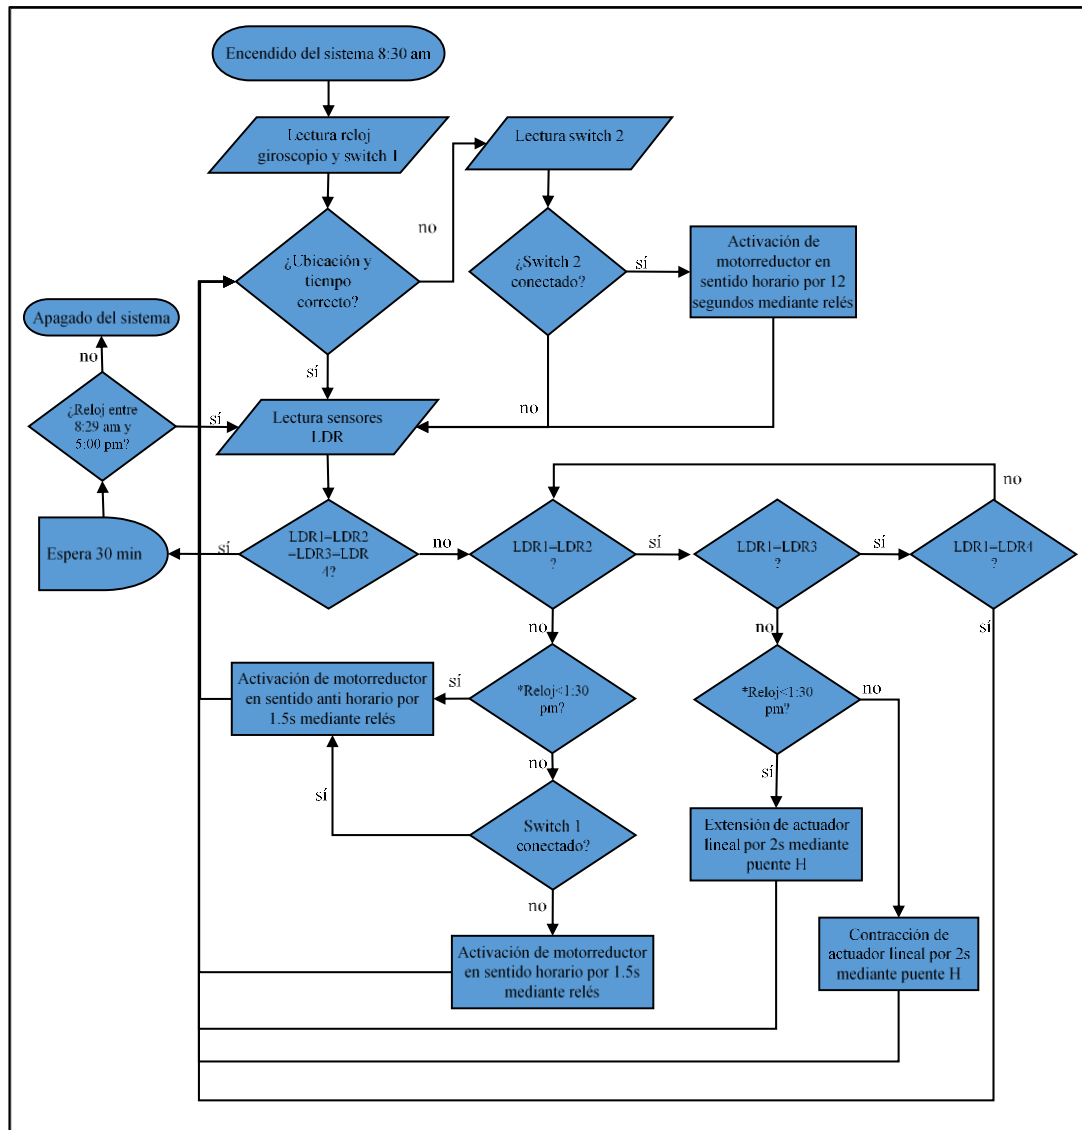 Encendido del sistema 8:30 am
Lectura reloj
giroscopio y switch 1
Lectura switch 2
no
¿Ubicación y
tiempo
correcto?
¿Switch 2
conectado?
sí
Activación de
motorreductor en
sentido horario por 12
segundos mediante relés
Apagado del sistema
no
sí
no
¿Reloj entre
8:29 am y
5:00 pm?
sí
Lectura sensores
LDR
no
Espera 30 min
sí
LDR1=LDR2
=LDR3=LDR
4?
no
LDR1=LDR2
?
sí
LDR1=LDR3
?
sí
LDR1=LDR4
?
no
no
sí
Activación de motorreductor
en sentido anti horario por
1.5s mediante relés
sí
*Reloj<1:30
pm?
*Reloj<1:30
pm?
no
no
sí
sí
Switch 1
conectado?
Extensión de actuador
lineal por 2s mediante
puente H
no
Activación de motorreductor
en sentido horario por 1.5s
mediante relés
Contracción de
actuador lineal por 2s
mediante puente H